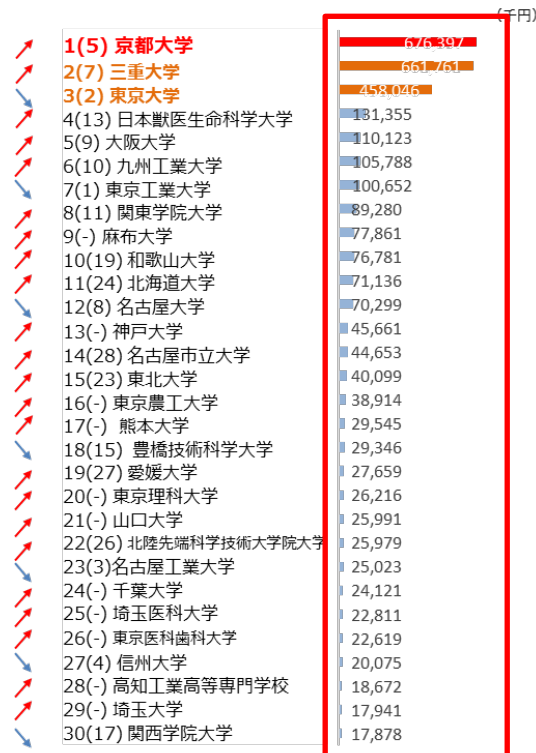 (千円)
1(5) 京都大学 676,397
2(7) 三重大学 661,761
3(2) 東京大学 458,046
4(13) 日本獣医生命科学大学 131,355
5(9) 大阪大学 110,123
6(10) 九州工業大学 105,788
7(1) 東京工業大学 100,652
8(11) 関東学院大学 89,280
9(-) 麻布大学 77,861
10(19) 和歌山大学 76,781
11(24) 北海道大学 71,136
12(8) 名古屋大学 70,299
13(-) 神戸大学 45,661
14(28) 名古屋市立大学 44,653
15(23) 東北大学 40,099
16(-) 東京農工大学 38,914
17(-) 熊本大学 29,545
18(15) 豊橋技術科学大学 29,346
19(27) 愛媛大学 27,659
20(-) 東京理科大学 26,216
21(-) 山口大学 25,991
22(26) 北陸先端科学技術大学院大学 25,979
23(3)名古屋工業大学 25,023
24(-) 千葉大学 24,121
25(-) 埼玉医科大学 22,811
26(-) 東京医科歯科大学 22,619
27(4) 信州大学 20,075
28(-) 高知工業高等専門学校 18,672
29(-) 埼玉大学 17,941
30(17) 関西学院大学 17,878